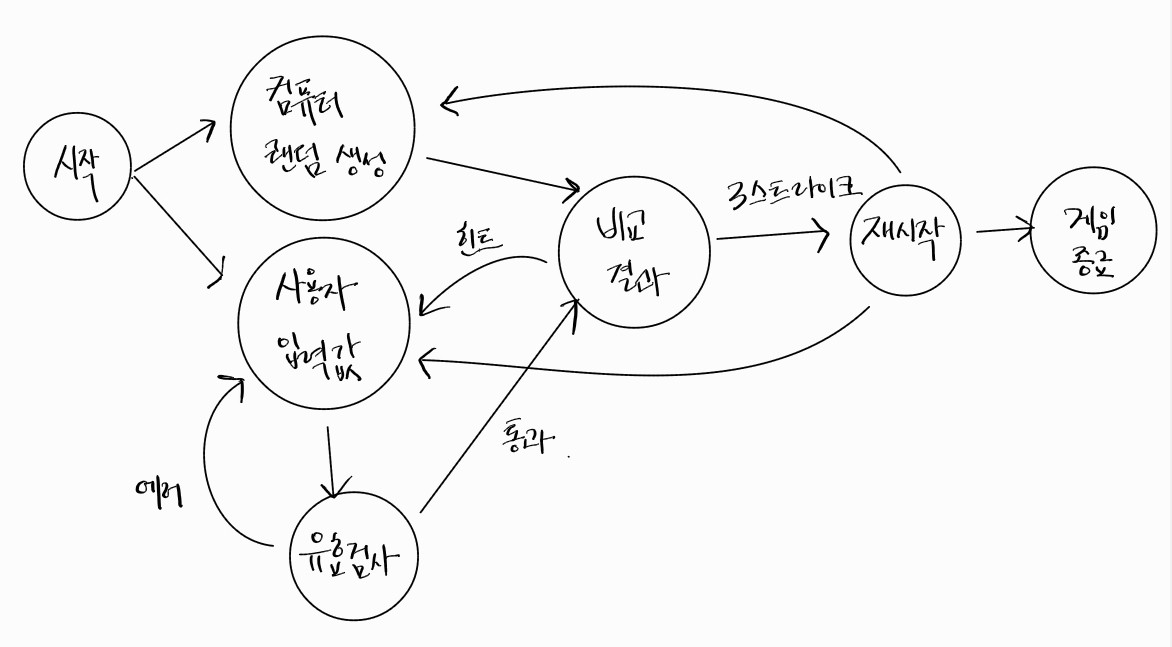 컴퓨터
랜덤 생성
시작
3스트라이크
비교
결과
힌트
재시작
게임
종료
사용자
입력값
통과
에러
유효검사